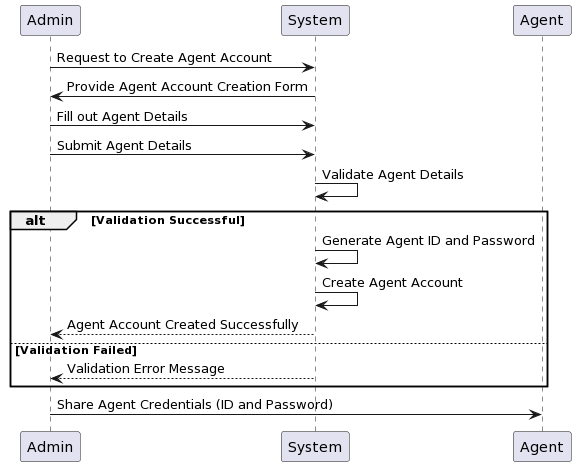 Admin System Agent
Request to Create Agent Account
Provide Agent Account Creation Form
Fill out Agent Details
Submit Agent Details
Validate Agent Details
alt [Validation Successful]
Generate Agent ID and Password
Create Agent Account
Agent Account Created Successfully
[Validation Failed]
Validation Error Message
Share Agent Credentials (ID and Password)
Admin System Agent